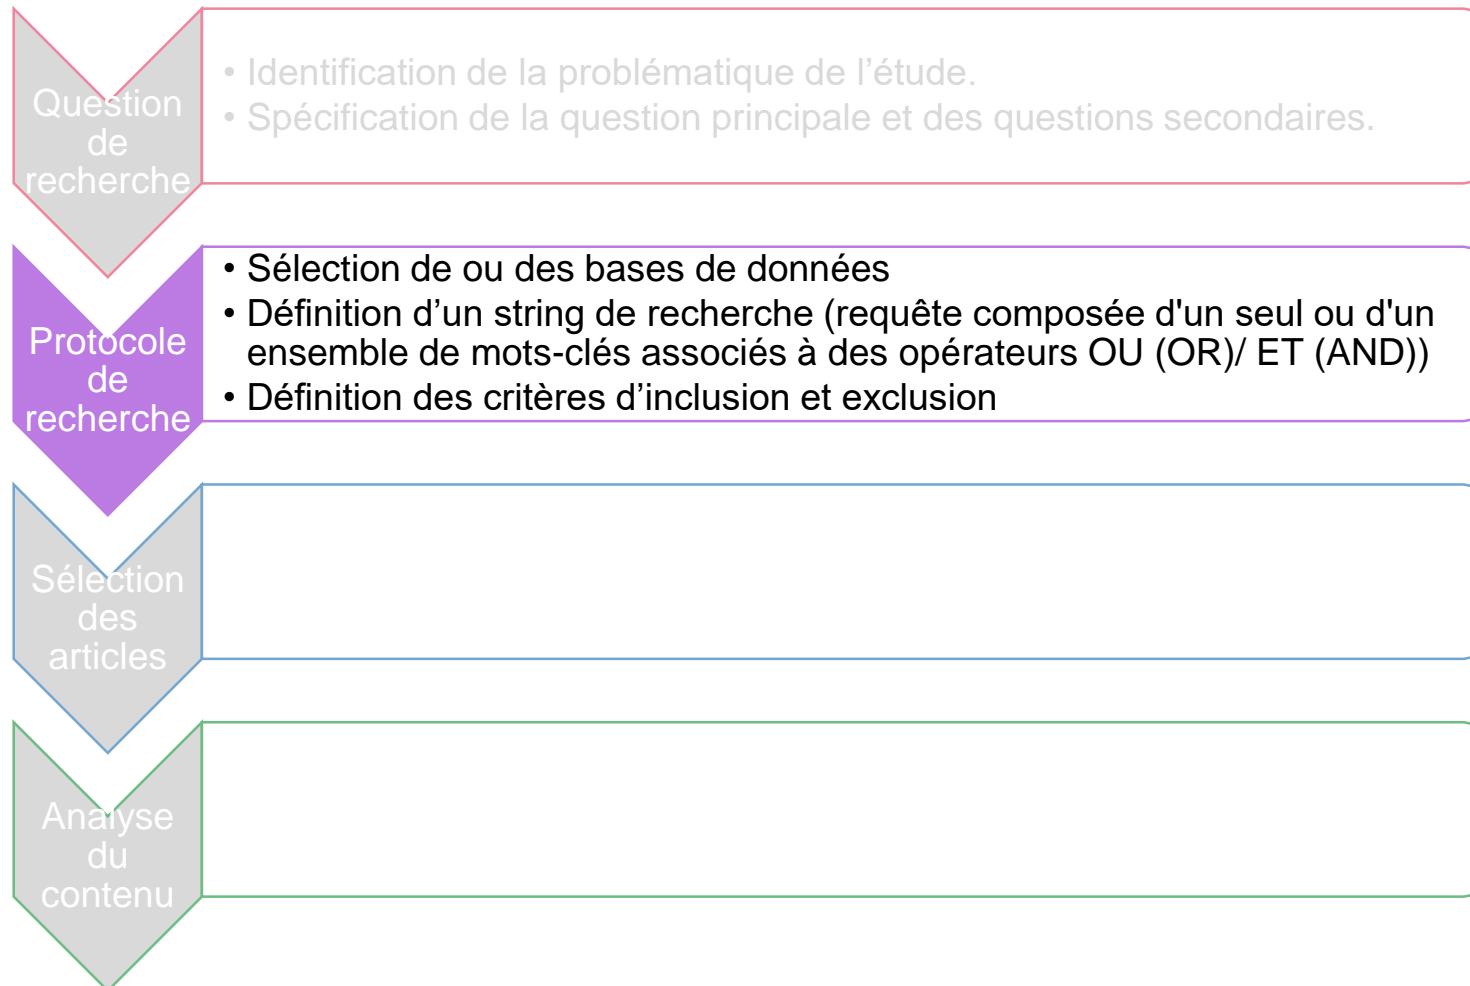 Question
de
recherche
• Identification de la problématique de l’étude.
• Spécification de la question principale et des questions secondaires.
Protocole
de
recherche
• Sélection de ou des bases de données
• Définition d’un string de recherche (requête composée d'un seul ou d'un
ensemble de mots-clés associés à des opérateurs OU (OR)/ ET (AND))
• Définition des critères d’inclusion et exclusion
Sélection
des
articles
Analyse
du
contenu